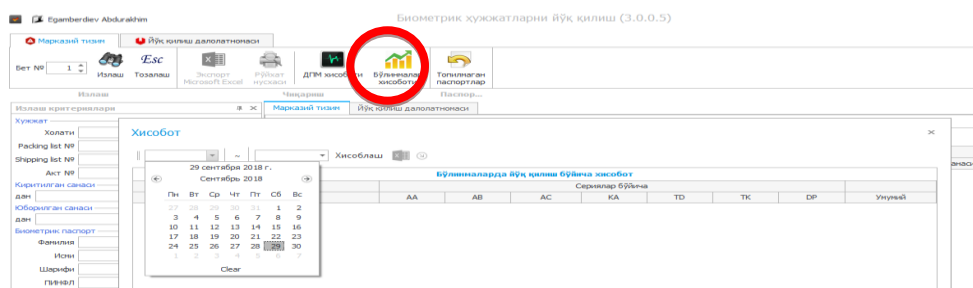 Egamberdiev Abdurakhim
Биометрик ҳужжатларни йўқ қилиш (3.0.0.5)
Марказий тизим Йўқ қилиш далолатномаси
Бет № 1 Излаш Esc Тозалаш Экспорт Microsoft Excel Рўйхат нусхаси ДПМ хисоботи Бўлинмалар хисоботи Топилмаган паспортлар
Излаш Чиқариш Паспор...
Излаш критериялари Марказий тизим Йўқ қилиш далолатномаси
Хужжат
Холати
Packing list №
Shipping list №
Акт №
Киритилган санаси
дан
Юборилган санаси
дан
Биометрик паспорт
Фамилия
Исми
Шарифи
ПИНФЛ
Хисобот
~ Хисоблаш
Бўлинмаларда йўқ қилиш бўйича хисобот
Сериялар бўйича
AA AB AC KA TD TK DP Умумий
29 сентября 2018 г.
Сентябрь 2018
Пн Вт Ср Чт Пт Сб Вс
27 28 29 30 31 1 2
3 4 5 6 7 8 9
10 11 12 13 14 15 16
17 18 19 20 21 22 23
24 25 26 27 28 29 30
1 2 3 4 5 6 7
Clear